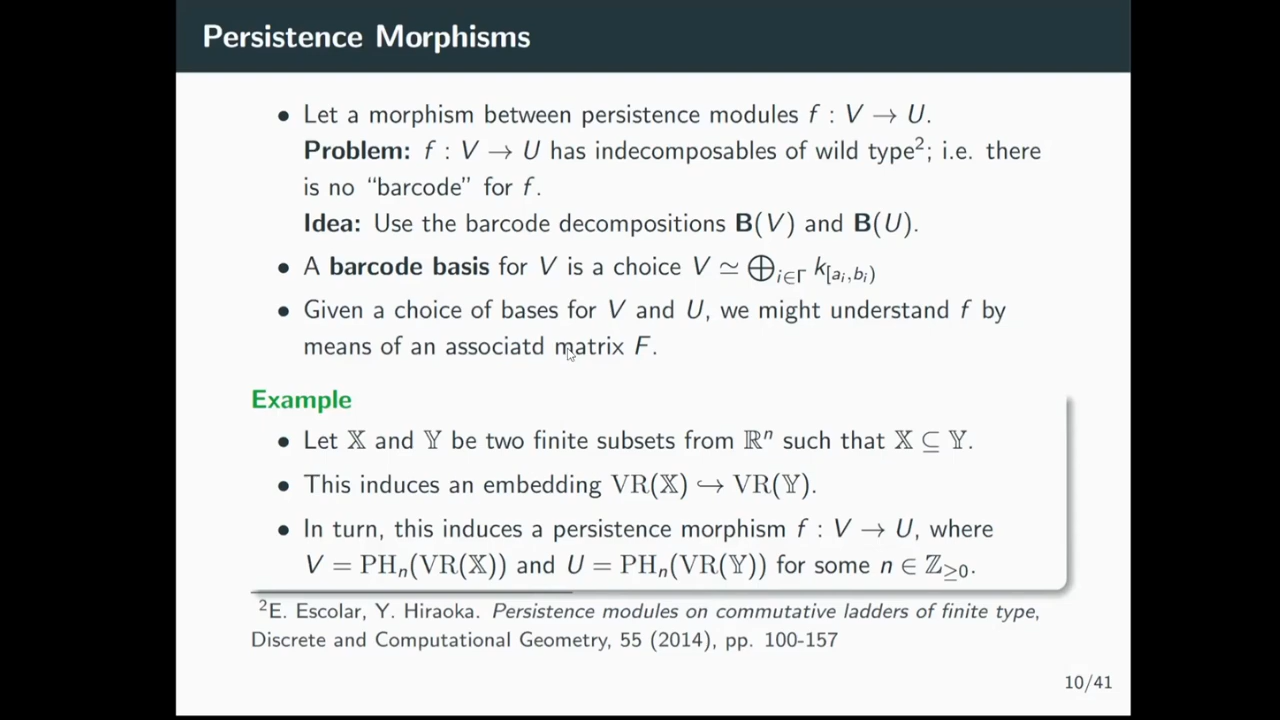 Persistence Morphisms
• Let a morphism between persistence modules f : V → U.
Problem: f : V → U has indecomposables of wild type²; i.e. there
is no “barcode” for f.
Idea: Use the barcode decompositions B(V) and B(U).
• A barcode basis for V is a choice V ≃ ⨁_{i∈Γ} k_{[a_i,b_i)}
• Given a choice of bases for V and U, we might understand f by
means of an associatd matrix F.
Example
• Let 𝕏 and 𝕐 be two finite subsets from ℝⁿ such that 𝕏 ⊆ 𝕐.
• This induces an embedding VR(𝕏) ↪ VR(𝕐).
• In turn, this induces a persistence morphism f : V → U, where
V = PH_n(VR(𝕏)) and U = PH_n(VR(𝕐)) for some n ∈ ℤ_{≥0}.
²E. Escolar, Y. Hiraoka. Persistence modules on commutative ladders of finite type,
Discrete and Computational Geometry, 55 (2014), pp. 100-157
10/41